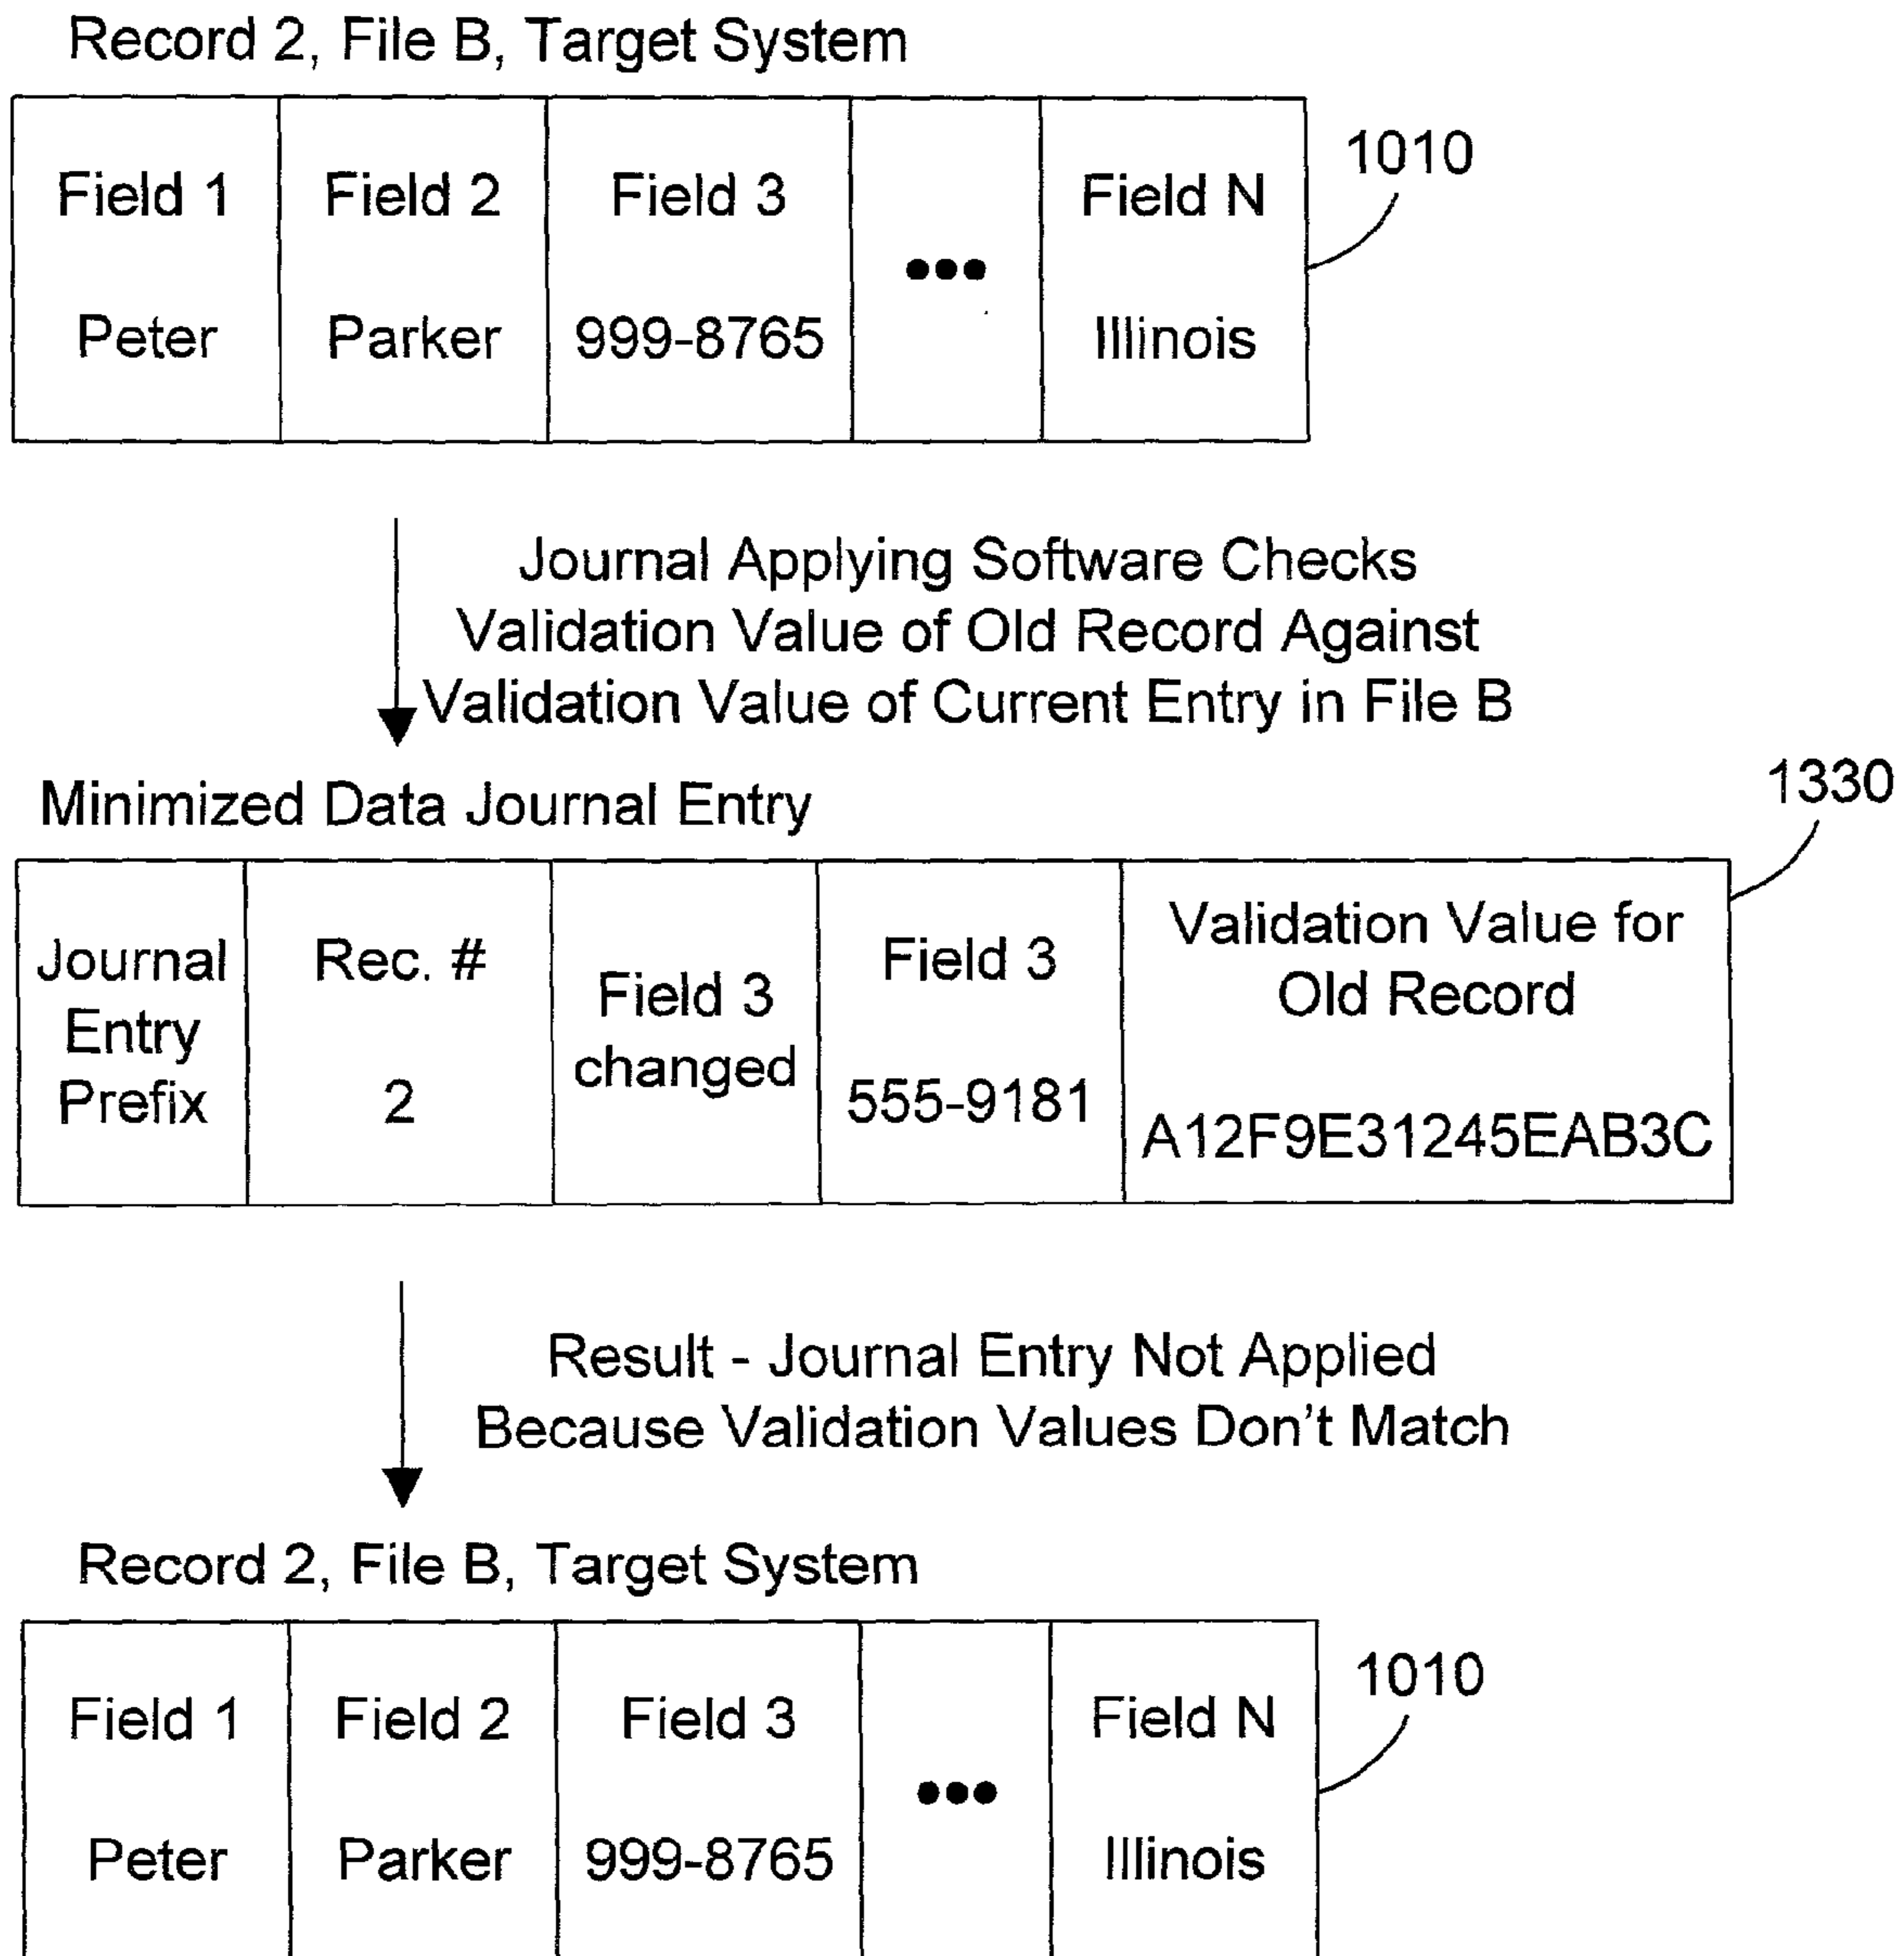 Record 2, File B, Target System
Field 1 Field 2 Field 3 ••• Field N 1010
Peter Parker 999-8765 Illinois
Journal Applying Software Checks
Validation Value of Old Record Against
Validation Value of Current Entry in File B
Minimized Data Journal Entry
1330
Journal Entry Prefix
Rec. #
2
Field 3
changed
Field 3
555-9181
Validation Value for
Old Record
A12F9E31245EAB3C
Result - Journal Entry Not Applied
Because Validation Values Don't Match
Record 2, File B, Target System
Field 1 Field 2 Field 3 ••• Field N 1010
Peter Parker 999-8765 Illinois